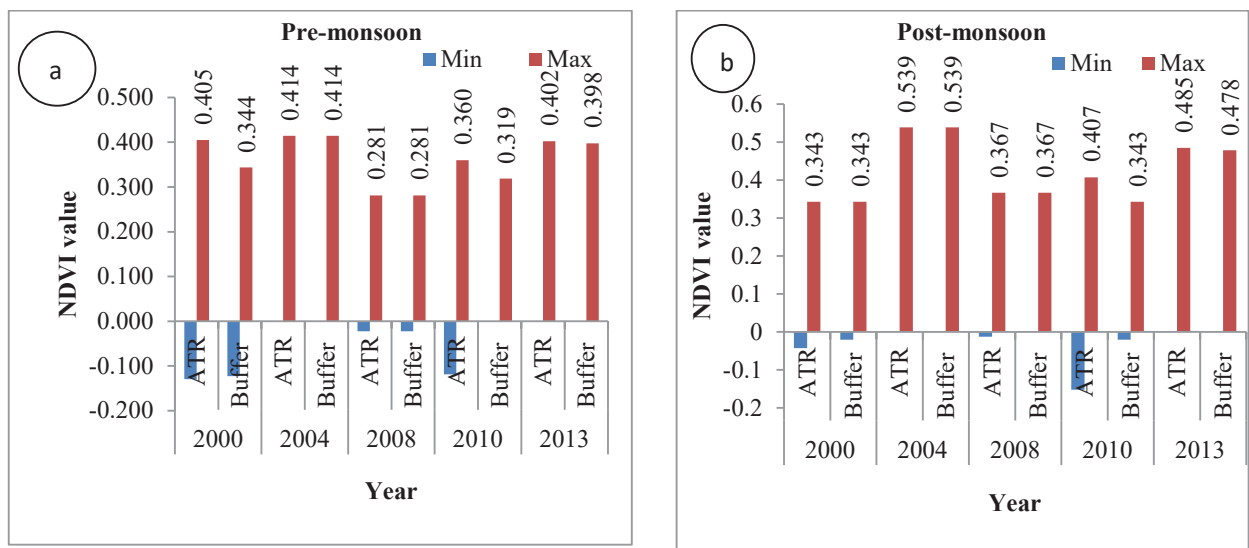 a
Pre-monsoon
Min Max
NDVI value
0.500
0.400
0.300
0.200
0.100
0.000
-0.100
-0.200
0.405
0.344
0.414
0.414
0.281
0.281
0.360
0.319
0.402
0.398
ATR
Buffer
ATR
Buffer
ATR
Buffer
ATR
Buffer
ATR
Buffer
2000 2004 2008 2010 2013
Year
b
Post-monsoon
Min Max
NDVI value
0.6
0.5
0.4
0.3
0.2
0.1
0
-0.1
-0.2
0.343
0.343
0.539
0.539
0.367
0.367
0.407
0.343
0.485
0.478
ATR
Buffer
ATR
Buffer
ATR
Buffer
ATR
Buffer
ATR
Buffer
2000 2004 2008 2010 2013
Year